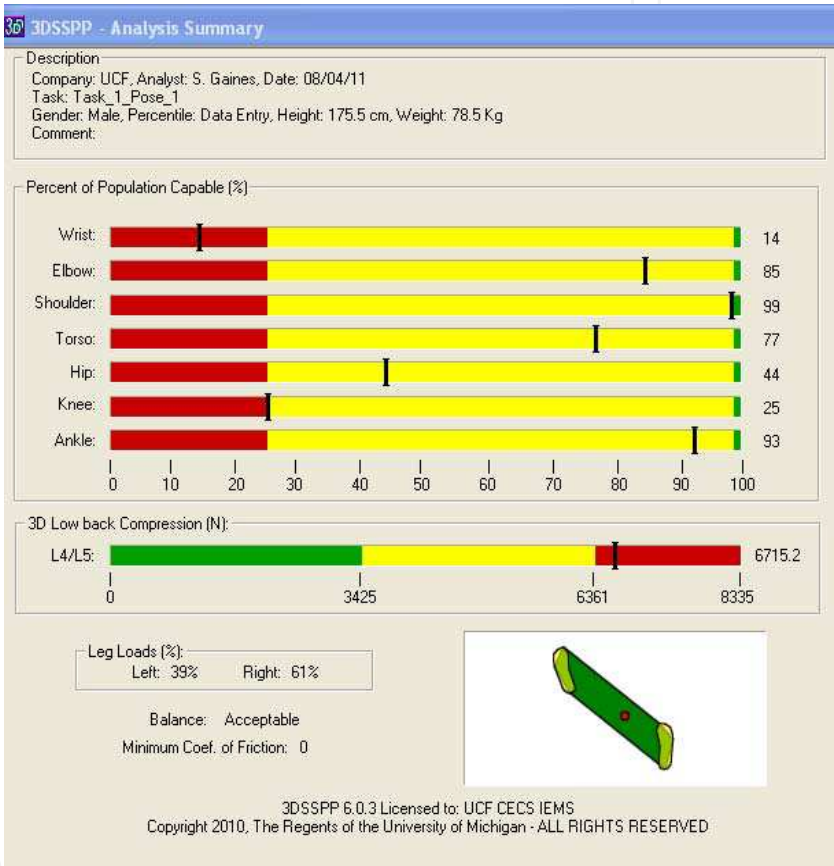 3D 3DSSPP - Analysis Summary
Description
Company: UCF, Analyst: S. Gaines, Date: 08/04/11
Task: Task_1_Pose_1
Gender: Male, Percentile: Data Entry, Height: 175.5 cm, Weight: 78.5 Kg
Comment:
Percent of Population Capable (%)
Wrist: 14
Elbow: 85
Shoulder: 99
Torso: 77
Hip: 44
Knee: 25
Ankle: 93
0 10 20 30 40 50 60 70 80 90 100
3D Low back Compression (N):
L4/L5: 6715.2
0 3425 6361 8335
Leg Loads (%):
Left: 39% Right: 61%
Balance: Acceptable
Minimum Coef. of Friction: 0
3DSSPP 6.0.3 Licensed to: UCF CECS IEMS
Copyright 2010, The Regents of the University of Michigan - ALL RIGHTS RESERVED